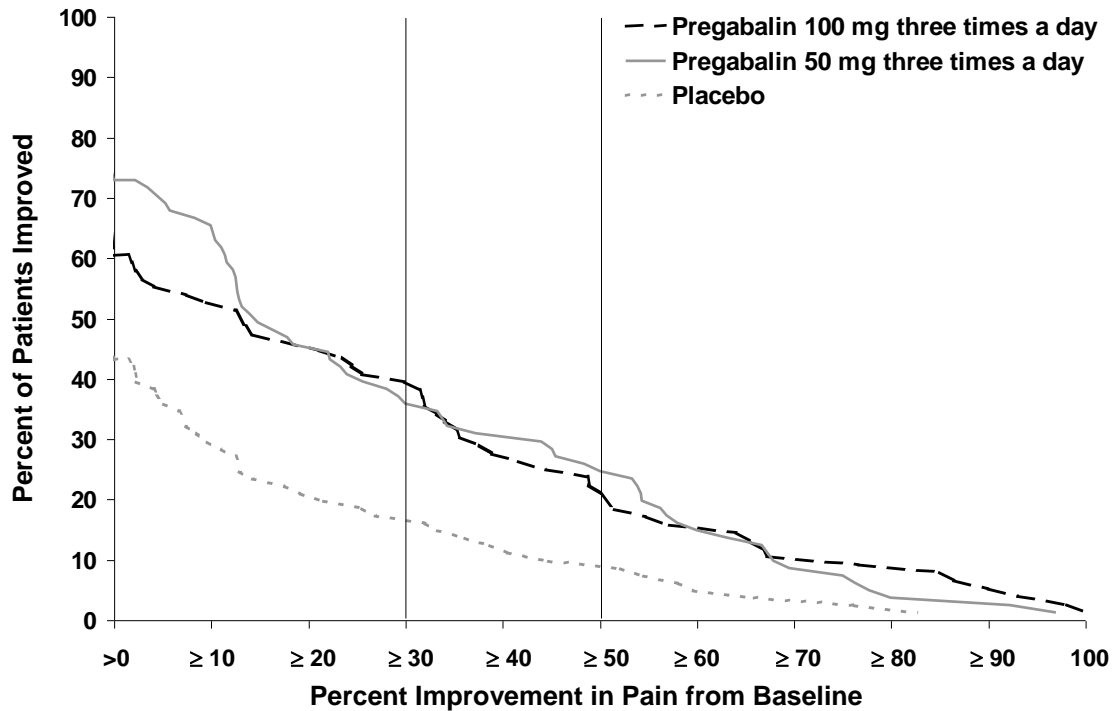 100
90
80
70
60
50
40
30
20
10
0
Percent of Patients Improved
Pregabalin 100 mg three times a day
Pregabalin 50 mg three times a day
Placebo
>0 ≥ 10 ≥ 20 ≥ 30 ≥ 40 ≥ 50 ≥ 60 ≥ 70 ≥ 80 ≥ 90 100
Percent Improvement in Pain from Baseline